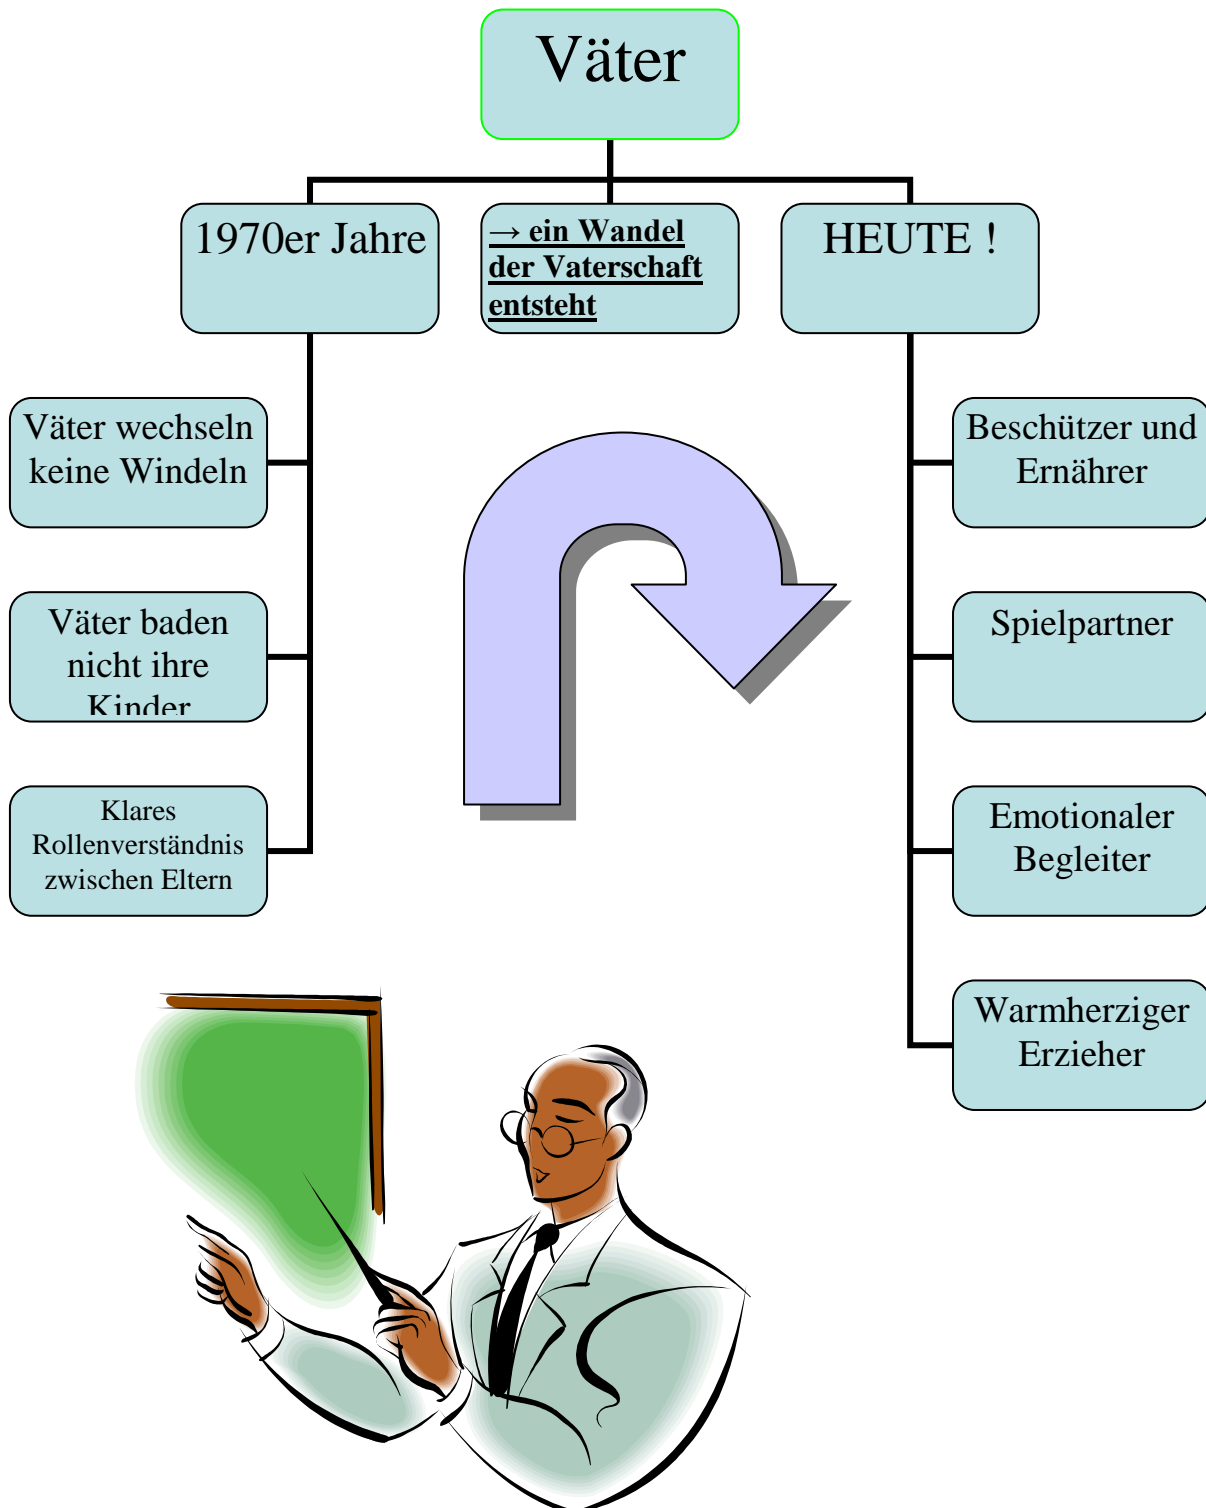 Väter
1970er Jahre
→ ein Wandel
der Vaterschaft
entsteht
HEUTE !
Väter wechseln
keine Windeln
Väter baden
nicht ihre
Kinder
Klares
Rollenverständnis
zwischen Eltern
Beschützer und
Ernährer
Spielpartner
Emotionaler
Begleiter
Warmherziger
Erzieher